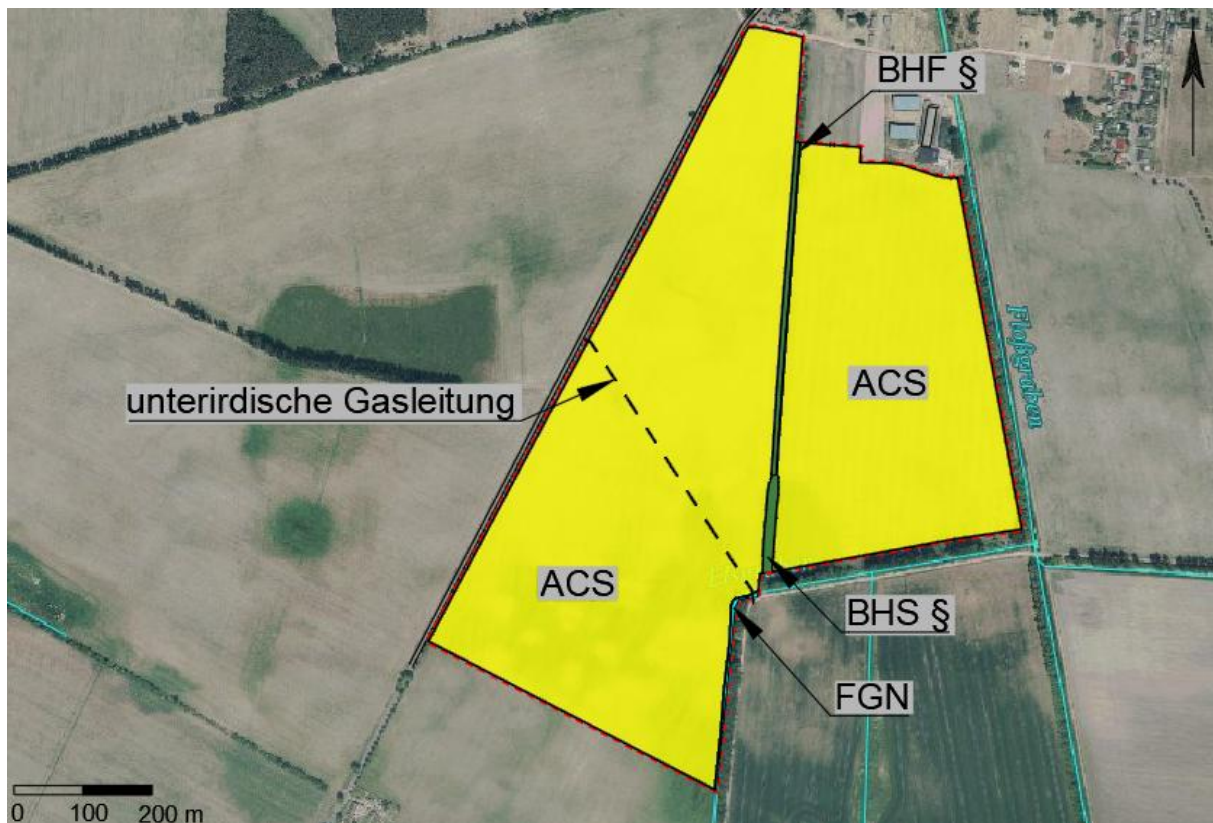 BHF §
Floßgraben
ACS
unterirdische Gasleitung
ACS
BHS §
FGN
0 100 200 m